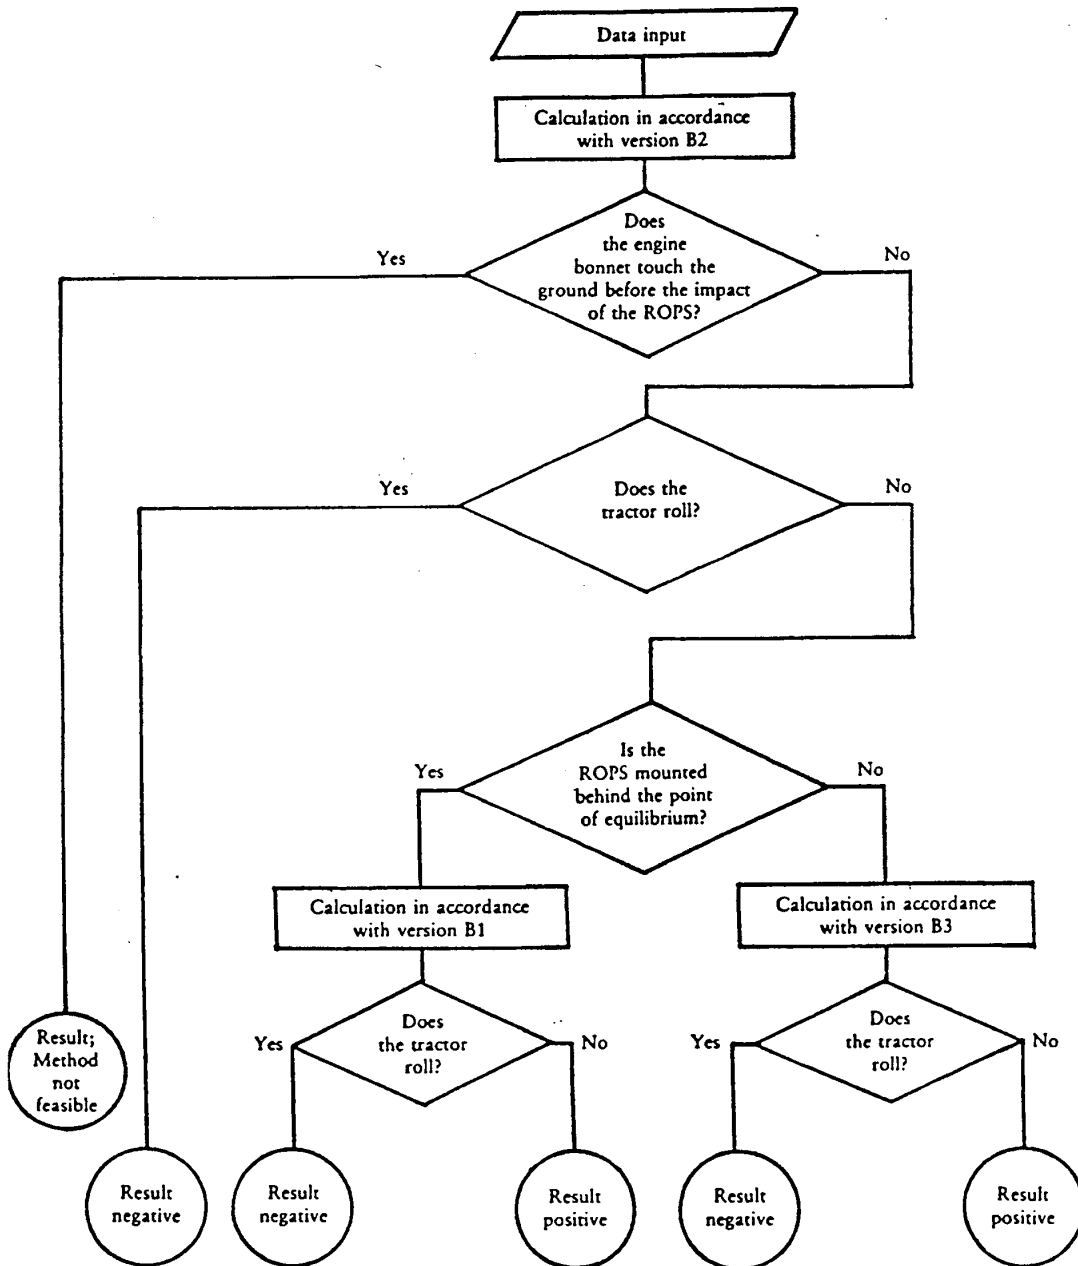 Data input
Calculation in accordance
with version B2
Does
the engine
bonnet touch the
ground before the impact
of the ROPS?
Yes
No
Does the
tractor roll?
Yes
No
Is the
ROPS mounted
behind the point
of equilibrium?
Yes
No
Calculation in accordance
with version B1
Calculation in accordance
with version B3
Does
the tractor
roll?
Yes
No
Does
the tractor
roll?
Yes
No
Result;
Method
not
feasible
Result
negative
Result
negative
Result
positive
Result
negative
Result
positive